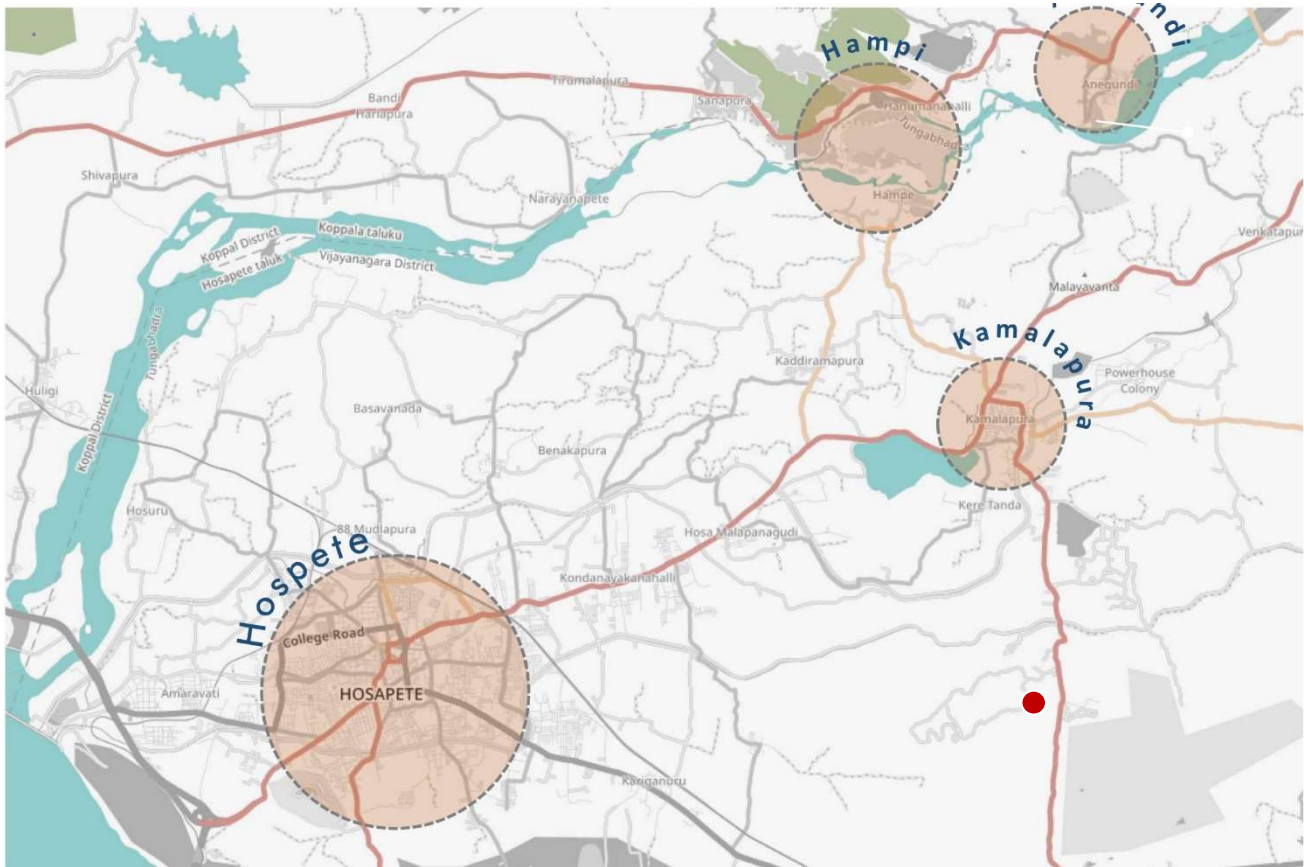 Hampi
Anegundi
Hanumanahalli
Tirumalapura
Sanapura
Bandi
Hariapura
Tungabhadra
Shivapura
Narayanapete
Hampe
Koppala taluku
Koppal District
Vijayanagara District
Hosapete taluk
Venkatapur
Malayavanta
Tungabhadra
Kamalapura
Kaddiramapura
Powerhouse
Colony
Huligi
Basavanada
Kamalapura
Koppal District
Benakapura
Hosuru
Kere Tanda
88 Mudlapura
Hosa Malapanagudi
Hospete
Kondanayakanahalli
College Road
Amaravati
HOSAPETE
Kariganuru